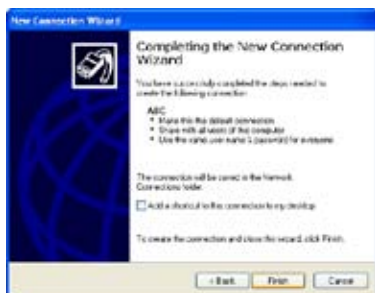 New Connection Wizard
Completing the New Connection
Wizard
You have successfully completed the steps needed to
create the following connection:
ABC
• Make this the default connection
• Share with all users of this computer
• Use the same user name & password for everyone
The connection will be saved in the Network
Connections folder.
Add a shortcut to this connection to my desktop
To create the connection and close this wizard, click Finish.
< Back
Finish
Cancel